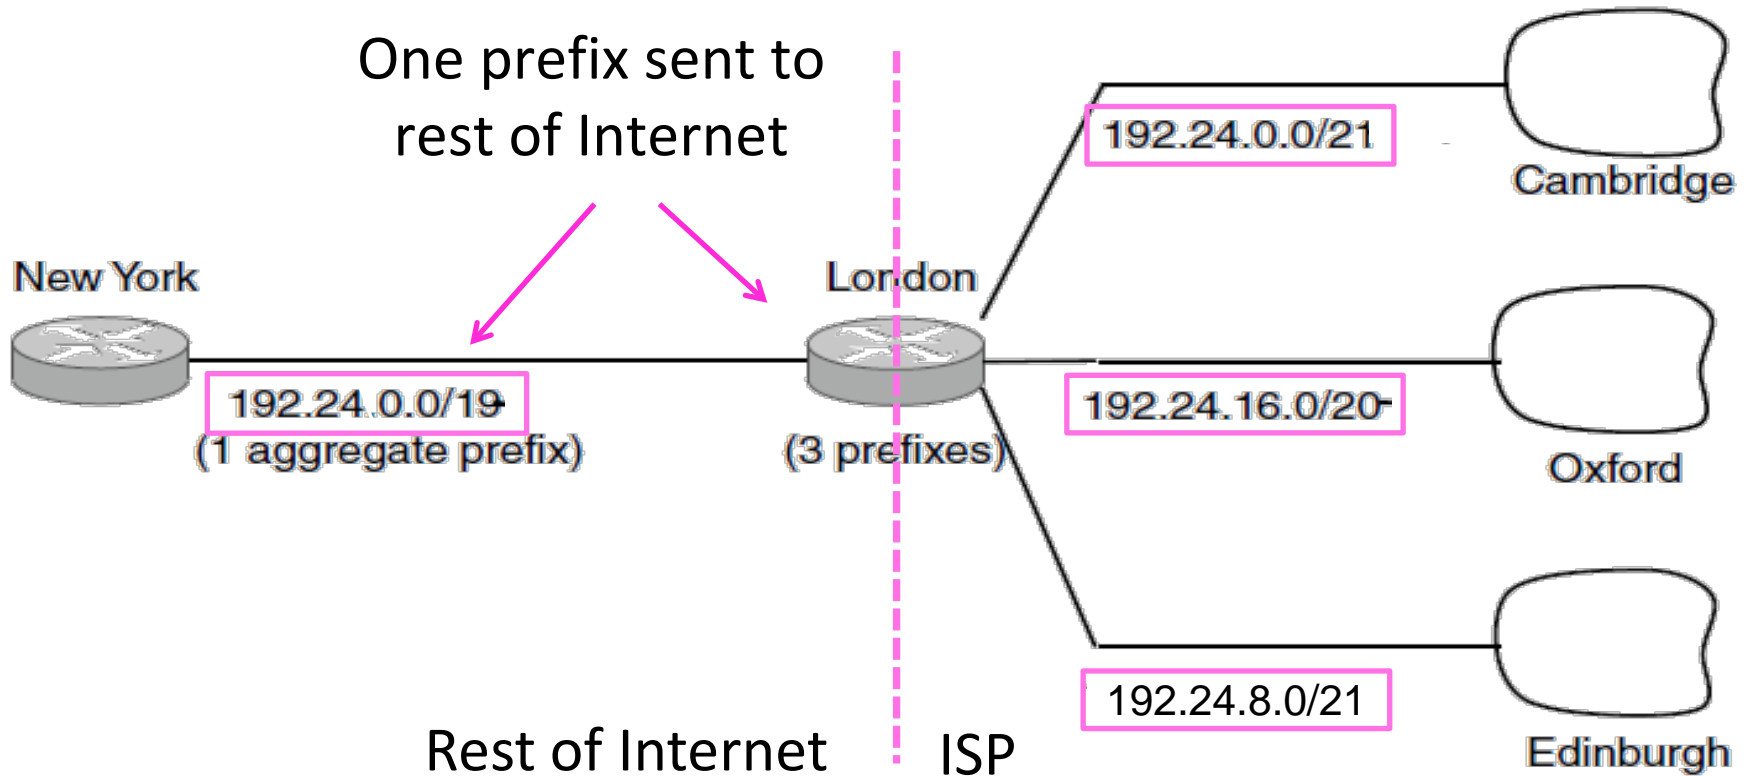 One prefix sent to
rest of Internet
192.24.0.0/21
Cambridge
New York
London
192.24.0.0/19
(1 aggregate prefix)
(3 prefixes)
192.24.16.0/20
Oxford
192.24.8.0/21
Edinburgh
Rest of Internet
ISP